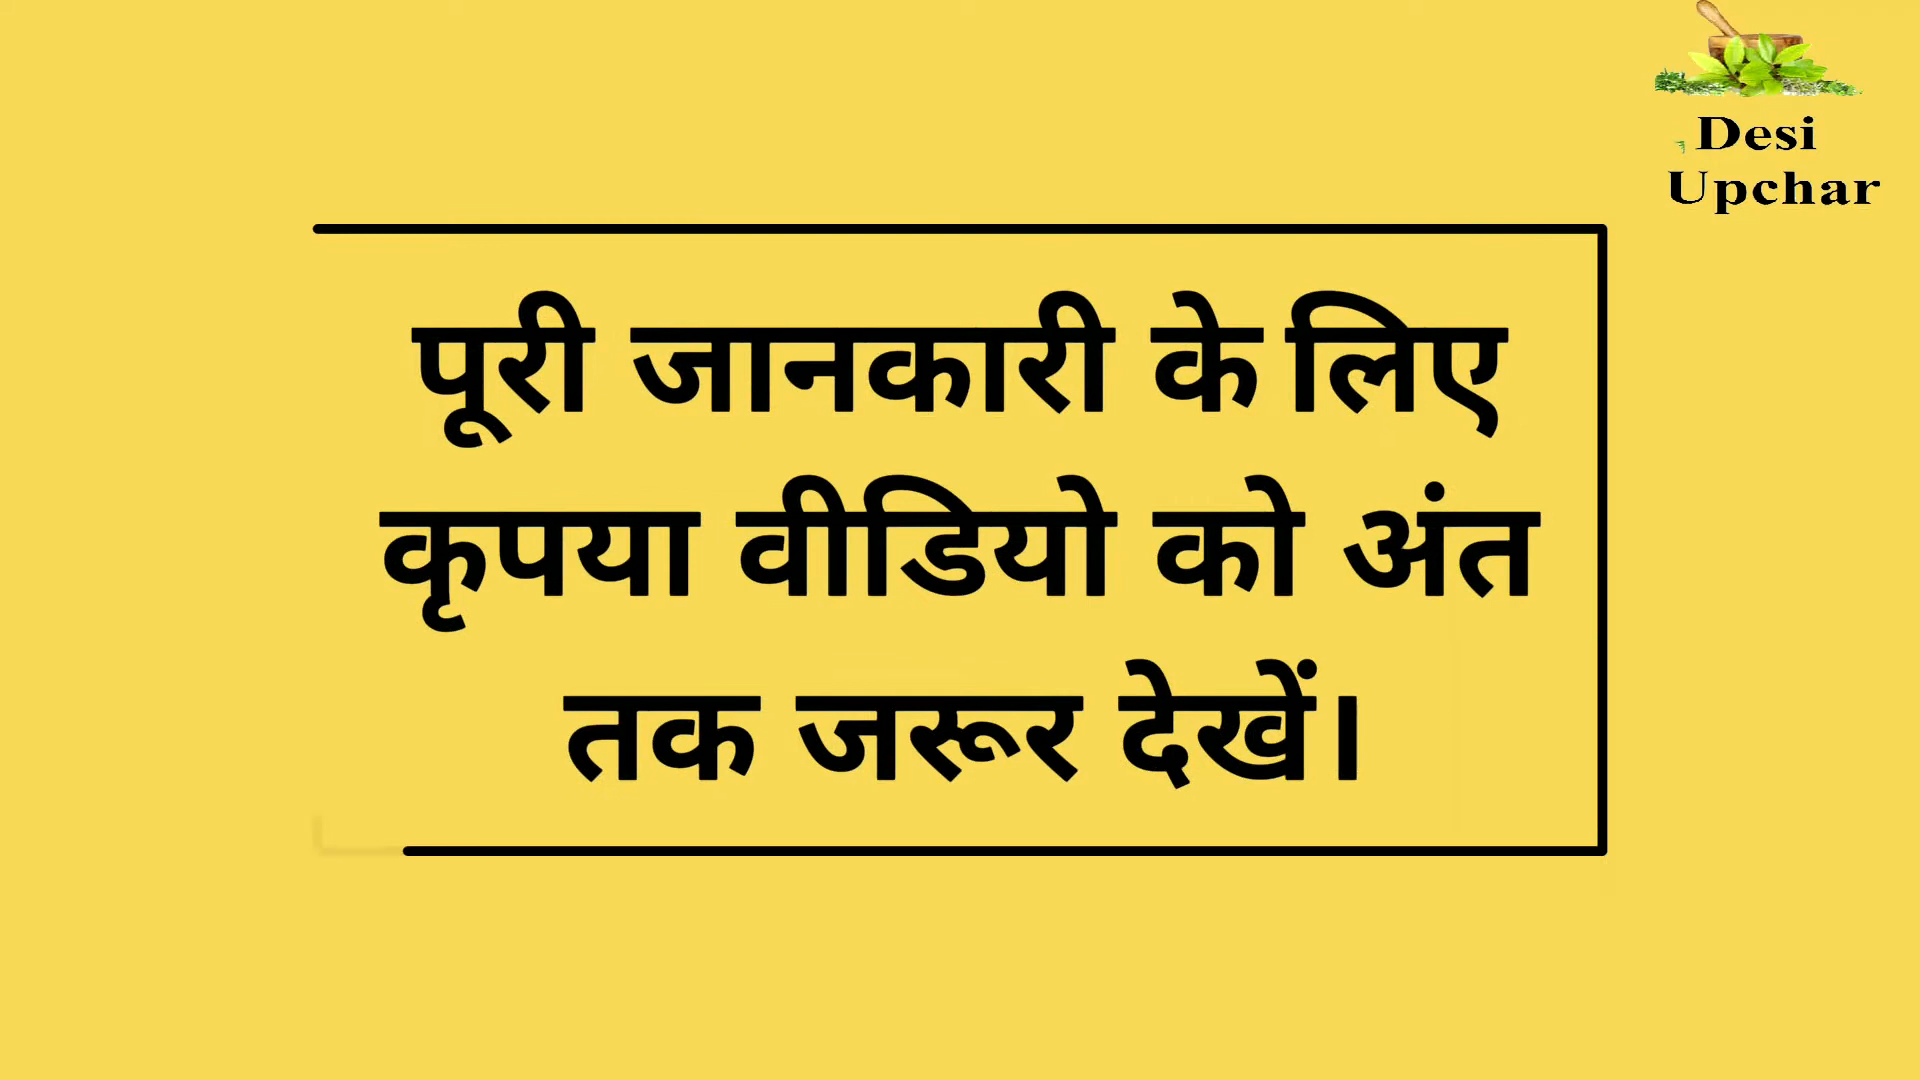 Desi
Upchar
पूरी जानकारी के लिए
कृपया वीडियो को अंत
तक जरूर देखें।